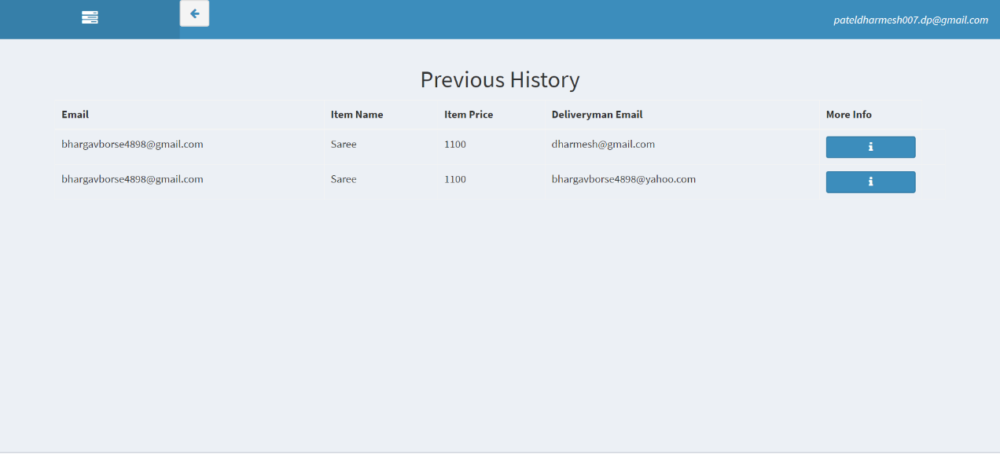 pateldharmesh007.dp@gmail.com
Previous History
Email Item Name Item Price Deliveryman Email More Info
bhargavborse4898@gmail.com Saree 1100 dharmesh@gmail.com
bhargavborse4898@gmail.com Saree 1100 bhargavborse4898@yahoo.com